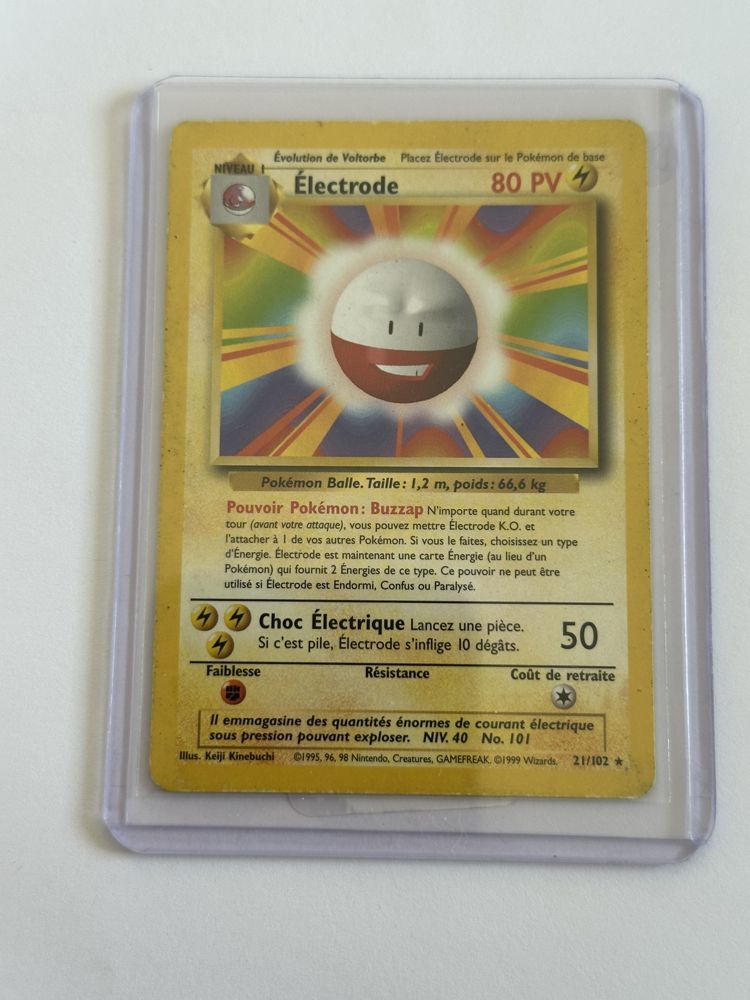 Évolution de Voltorbe Placez Électrode sur le Pokémon de base
NIVEAU 1
Électrode 80 PV
Pokémon Balle. Taille : 1,2 m, poids : 66,6 kg
Pouvoir Pokémon : Buzzap N'importe quand durant votre
tour (avant votre attaque), vous pouvez mettre Électrode K.O. et
l'attacher à 1 de vos autres Pokémon. Si vous le faites, choisissez un type
d'Énergie. Électrode est maintenant une carte Énergie (au lieu d'un
Pokémon) qui fournit 2 Énergies de ce type. Ce pouvoir ne peut être
utilisé si Électrode est Endormi, Confus ou Paralysé.
Choc Électrique Lancez une pièce.
Si c'est pile, Électrode s'inflige 10 dégâts.
50
Faiblesse Résistance Coût de retraite
Il emmagasine des quantités énormes de courant électrique
sous pression pouvant exploser. NIV. 40 No. 101
Illus. Keiji Kinebuchi ©1995, 96, 98 Nintendo, Creatures, GAMEFREAK. ©1999 Wizards. 21/102 ★